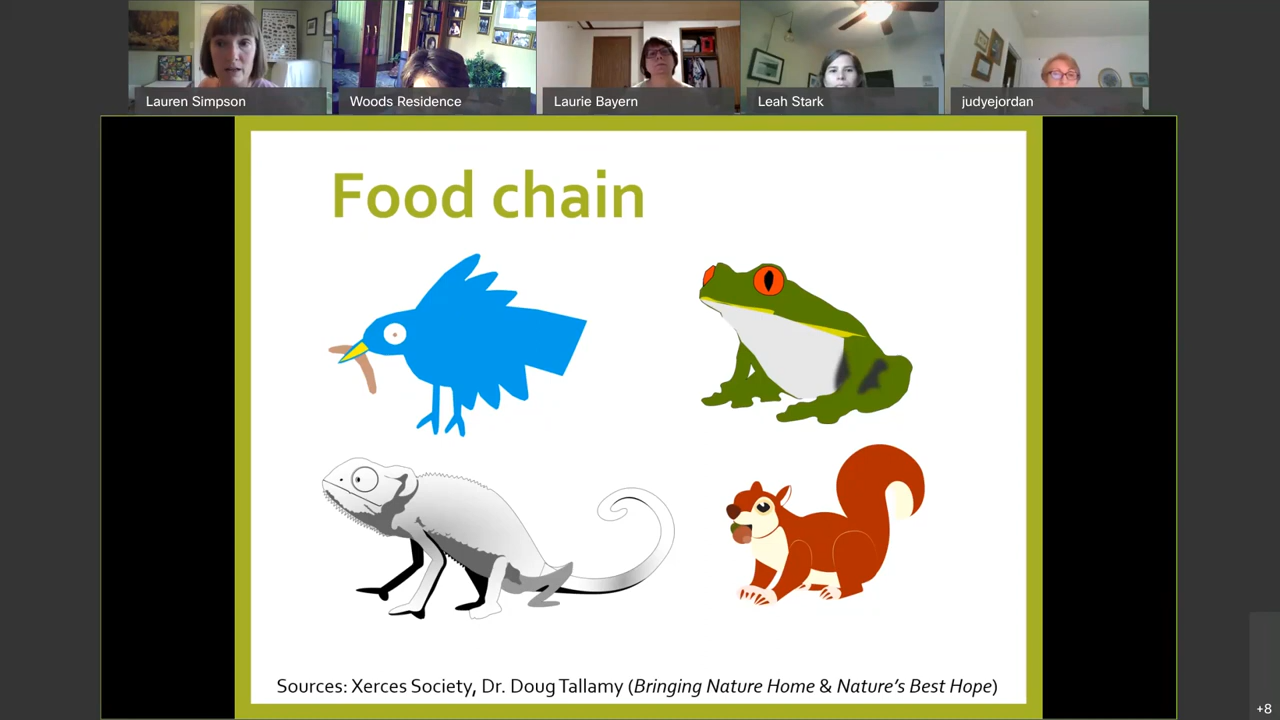 Lauren Simpson
Woods Residence
Laurie Bayern
Leah Stark
judyejordan
Food chain
Sources: Xerces Society, Dr. Doug Tallamy (Bringing Nature Home & Nature's Best Hope)
+8